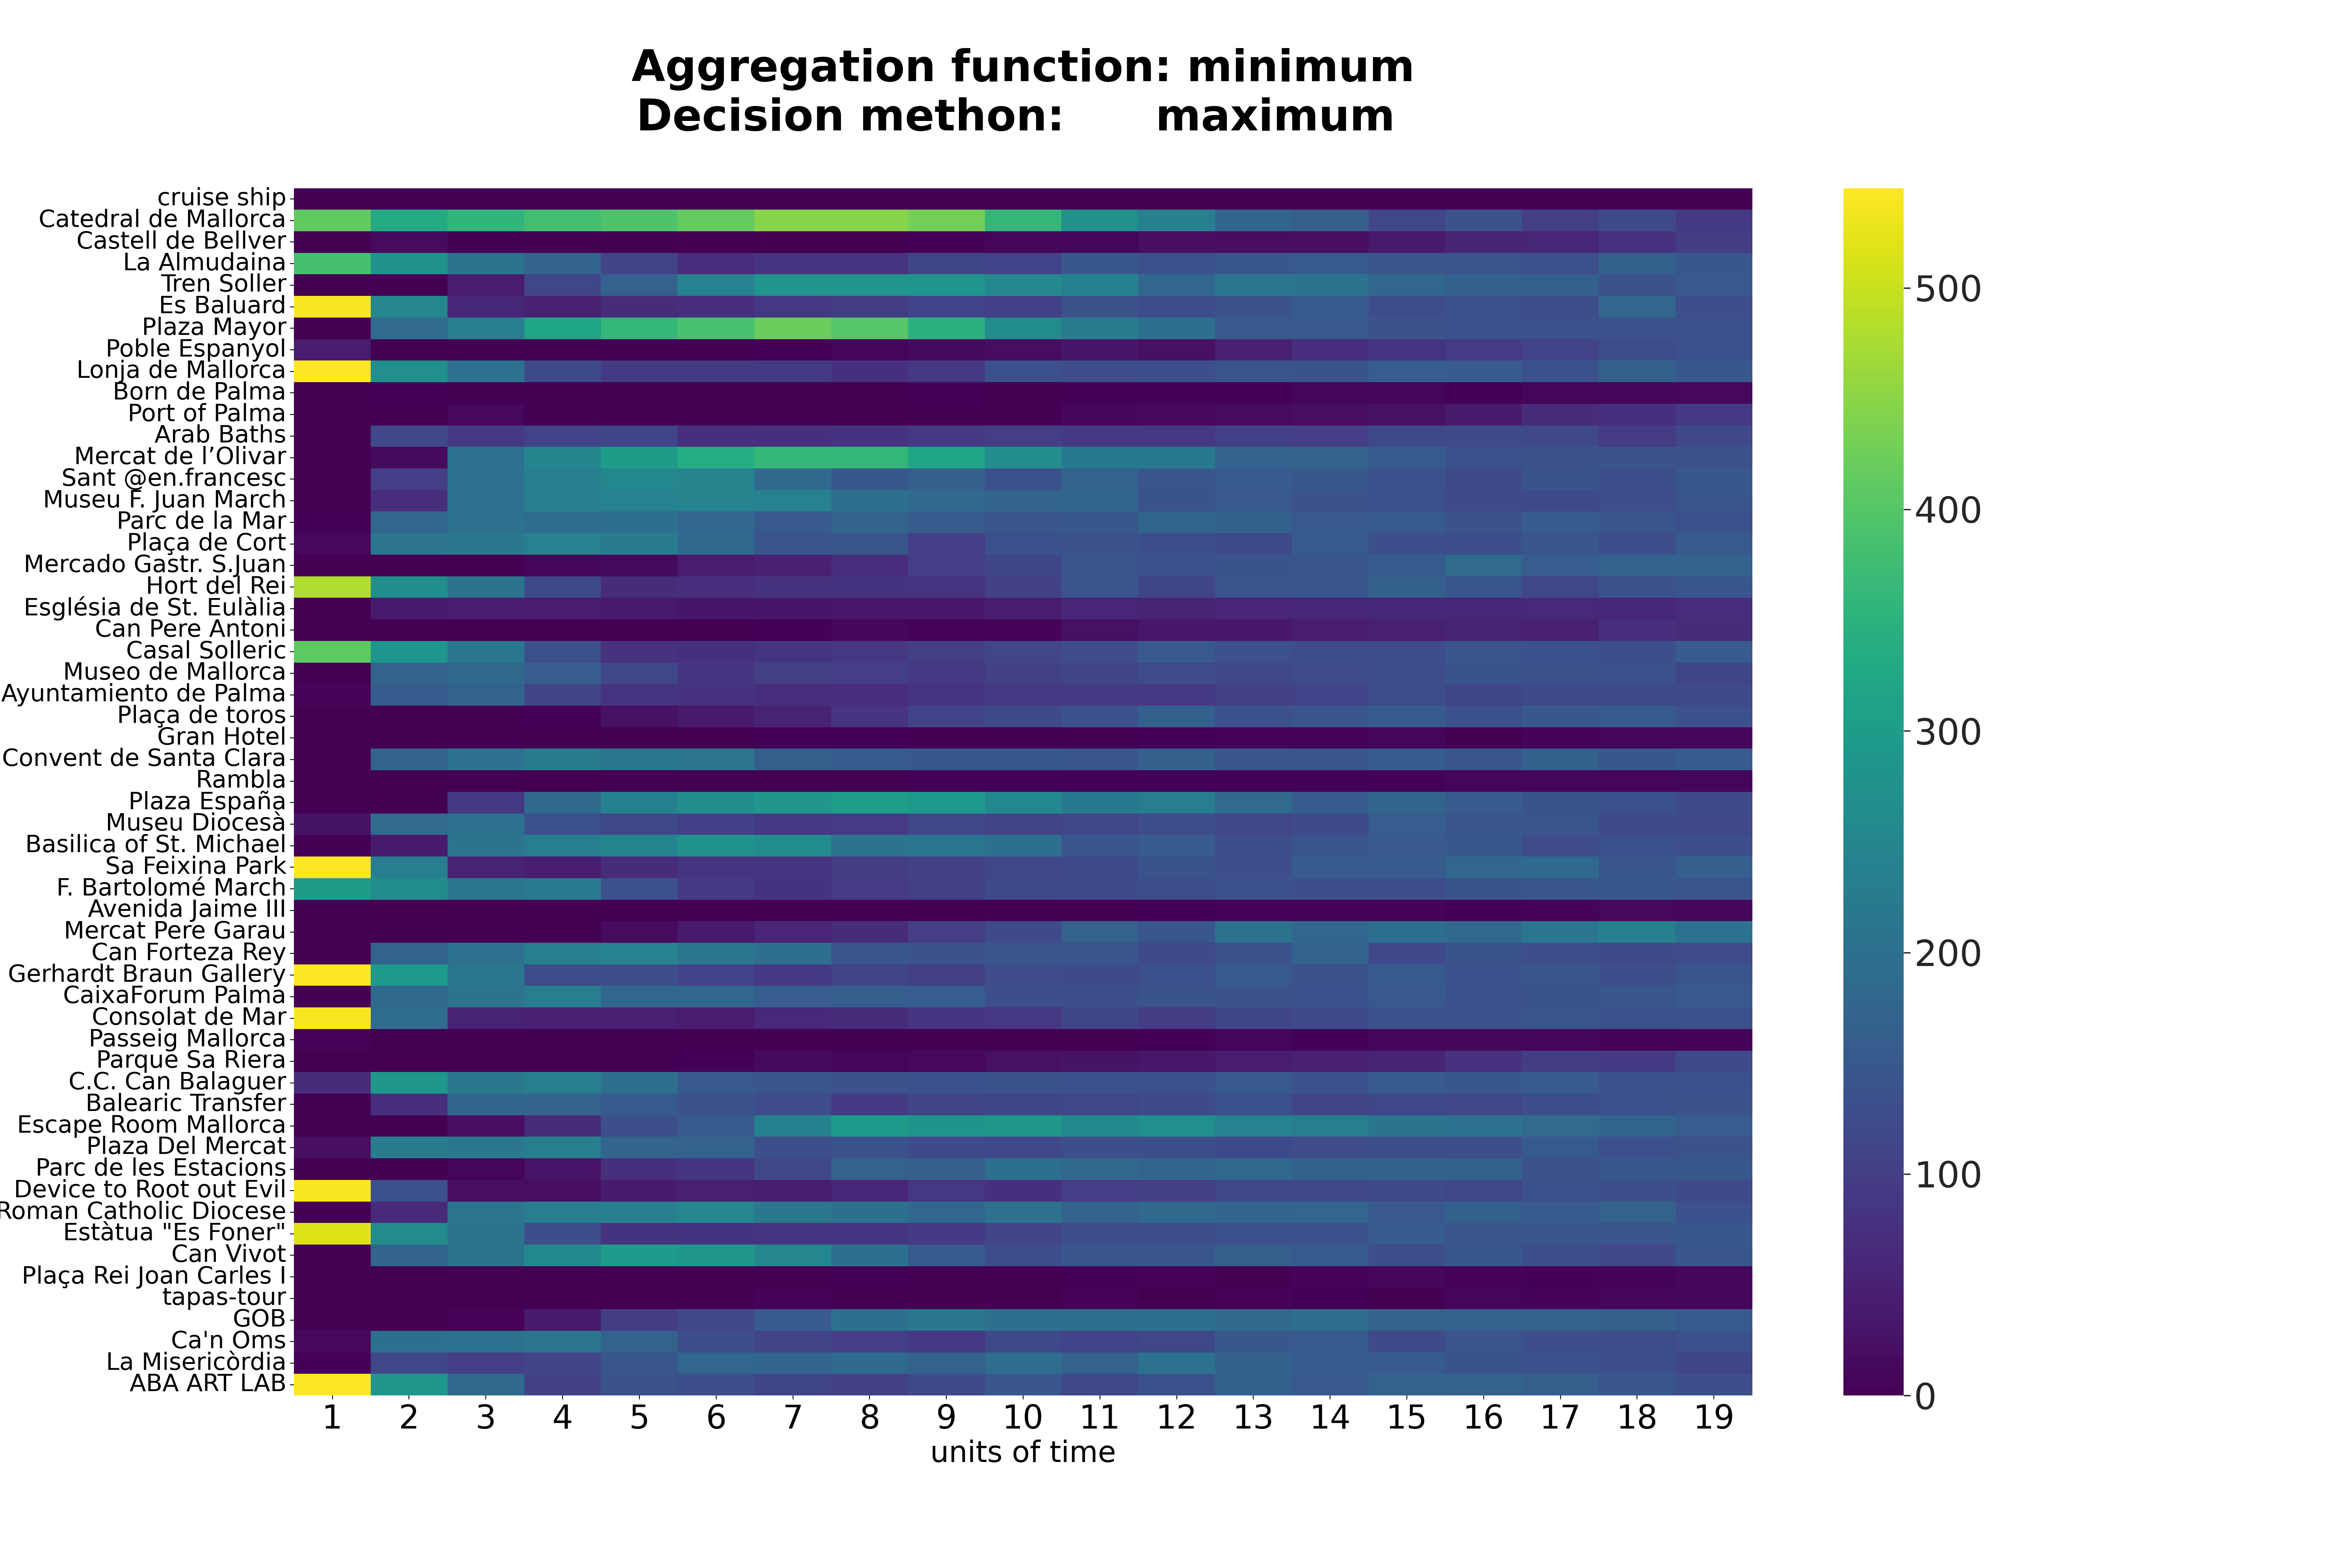 Aggregation function: minimum
Decision methon: maximum
cruise ship
Catedral de Mallorca
Castell de Bellver
La Almudaina
Tren Soller
Es Baluard
Plaza Mayor
Poble Espanyol
Lonja de Mallorca
Born de Palma
Port of Palma
Arab Baths
Mercat de l’Olivar
Sant @en.francesc
Museu F. Juan March
Parc de la Mar
Plaça de Cort
Mercado Gastr. S.Juan
Hort del Rei
Església de St. Eulàlia
Can Pere Antoni
Casal Solleric
Museo de Mallorca
Ayuntamiento de Palma
Plaça de toros
Gran Hotel
Convent de Santa Clara
Rambla
Plaza España
Museu Diocesà
Basilica of St. Michael
Sa Feixina Park
F. Bartolomé March
Avenida Jaime III
Mercat Pere Garau
Can Forteza Rey
Gerhardt Braun Gallery
CaixaForum Palma
Consolat de Mar
Passeig Mallorca
Parque Sa Riera
C.C. Can Balaguer
Balearic Transfer
Escape Room Mallorca
Plaza Del Mercat
Parc de les Estacions
Device to Root out Evil
Roman Catholic Diocese
Estàtua "Es Foner"
Can Vivot
Plaça Rei Joan Carles I
tapas-tour
GOB
Ca'n Oms
La Misericòrdia
ABA ART LAB
1 2 3 4 5 6 7 8 9 10 11 12 13 14 15 16 17 18 19
units of time
500
400
300
200
100
0